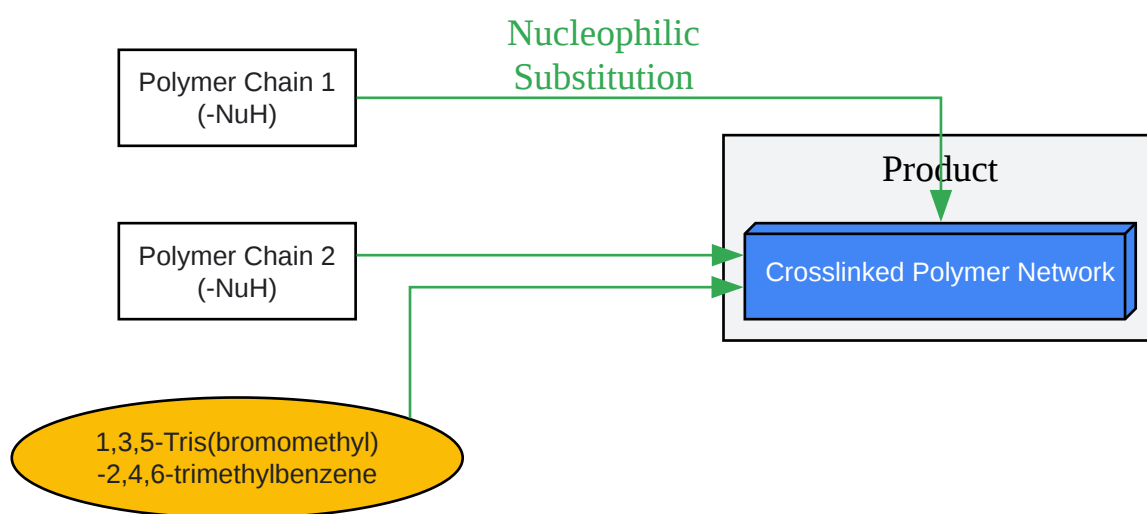 Nucleophilic
Substitution
Polymer Chain 1
(-NuH)
Product
Polymer Chain 2
(-NuH)
Crosslinked Polymer Network
1,3,5-Tris(bromomethyl)
-2,4,6-trimethylbenzene